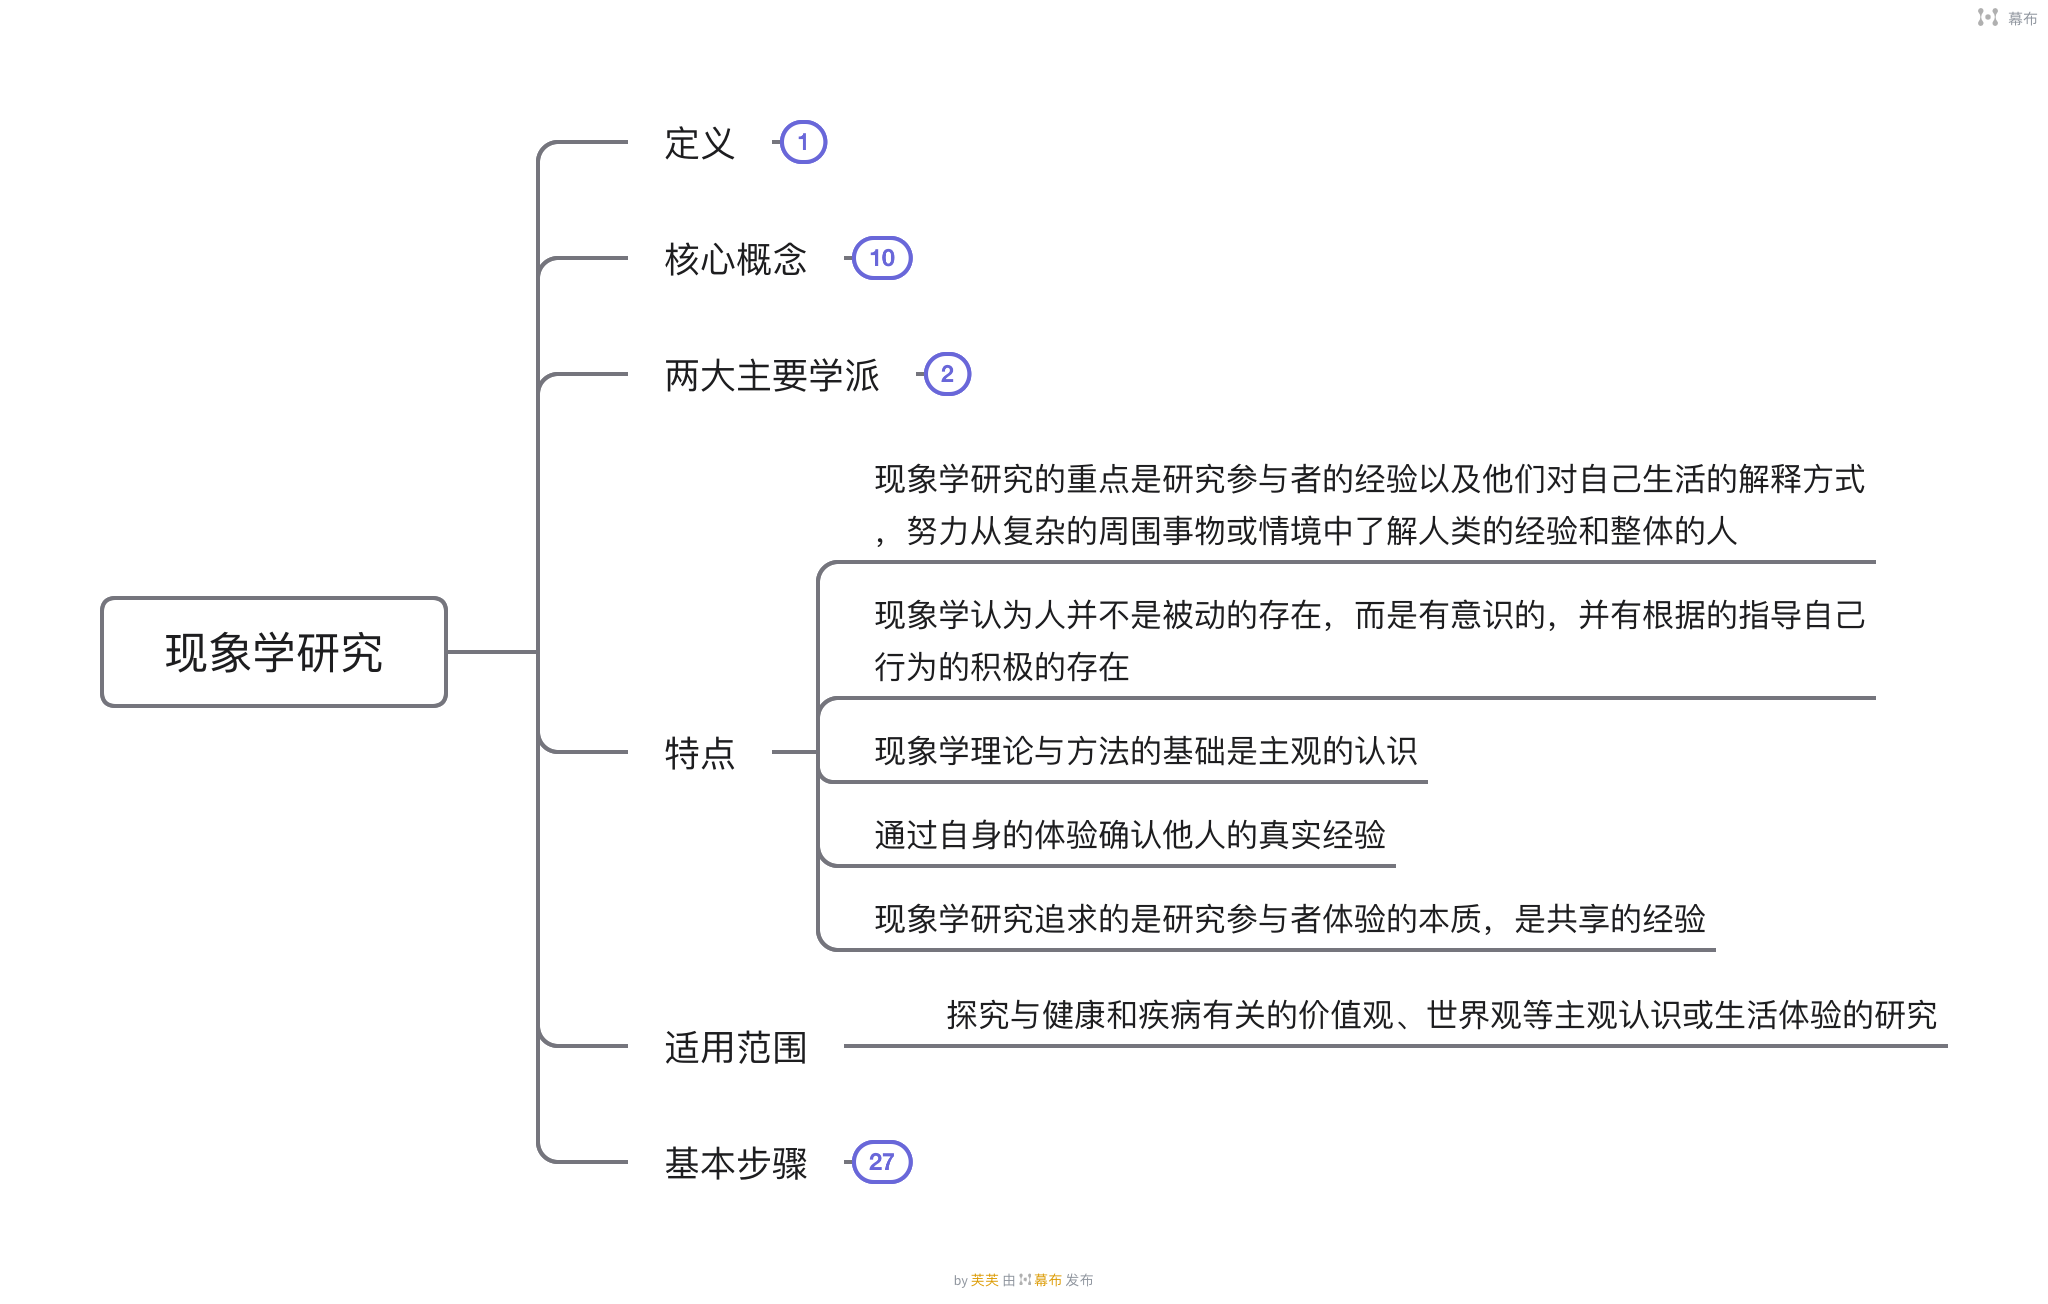 幕布
定义
1
核心概念
10
两大主要学派
2
现象学研究的重点是研究参与者的经验以及他们对自己生活的解释方式
，努力从复杂的周围事物或情境中了解人类的经验和整体的人
现象学认为人并不是被动的存在，而是有意识的，并有根据的指导自己
行为的积极的存在
现象学研究
特点
现象学理论与方法的基础是主观的认识
通过自身的体验确认他人的真实经验
现象学研究追求的是研究参与者体验的本质，是共享的经验
适用范围
探究与健康和疾病有关的价值观、世界观等主观认识或生活体验的研究
基本步骤
27
by 芙芙 由 幕布 发布